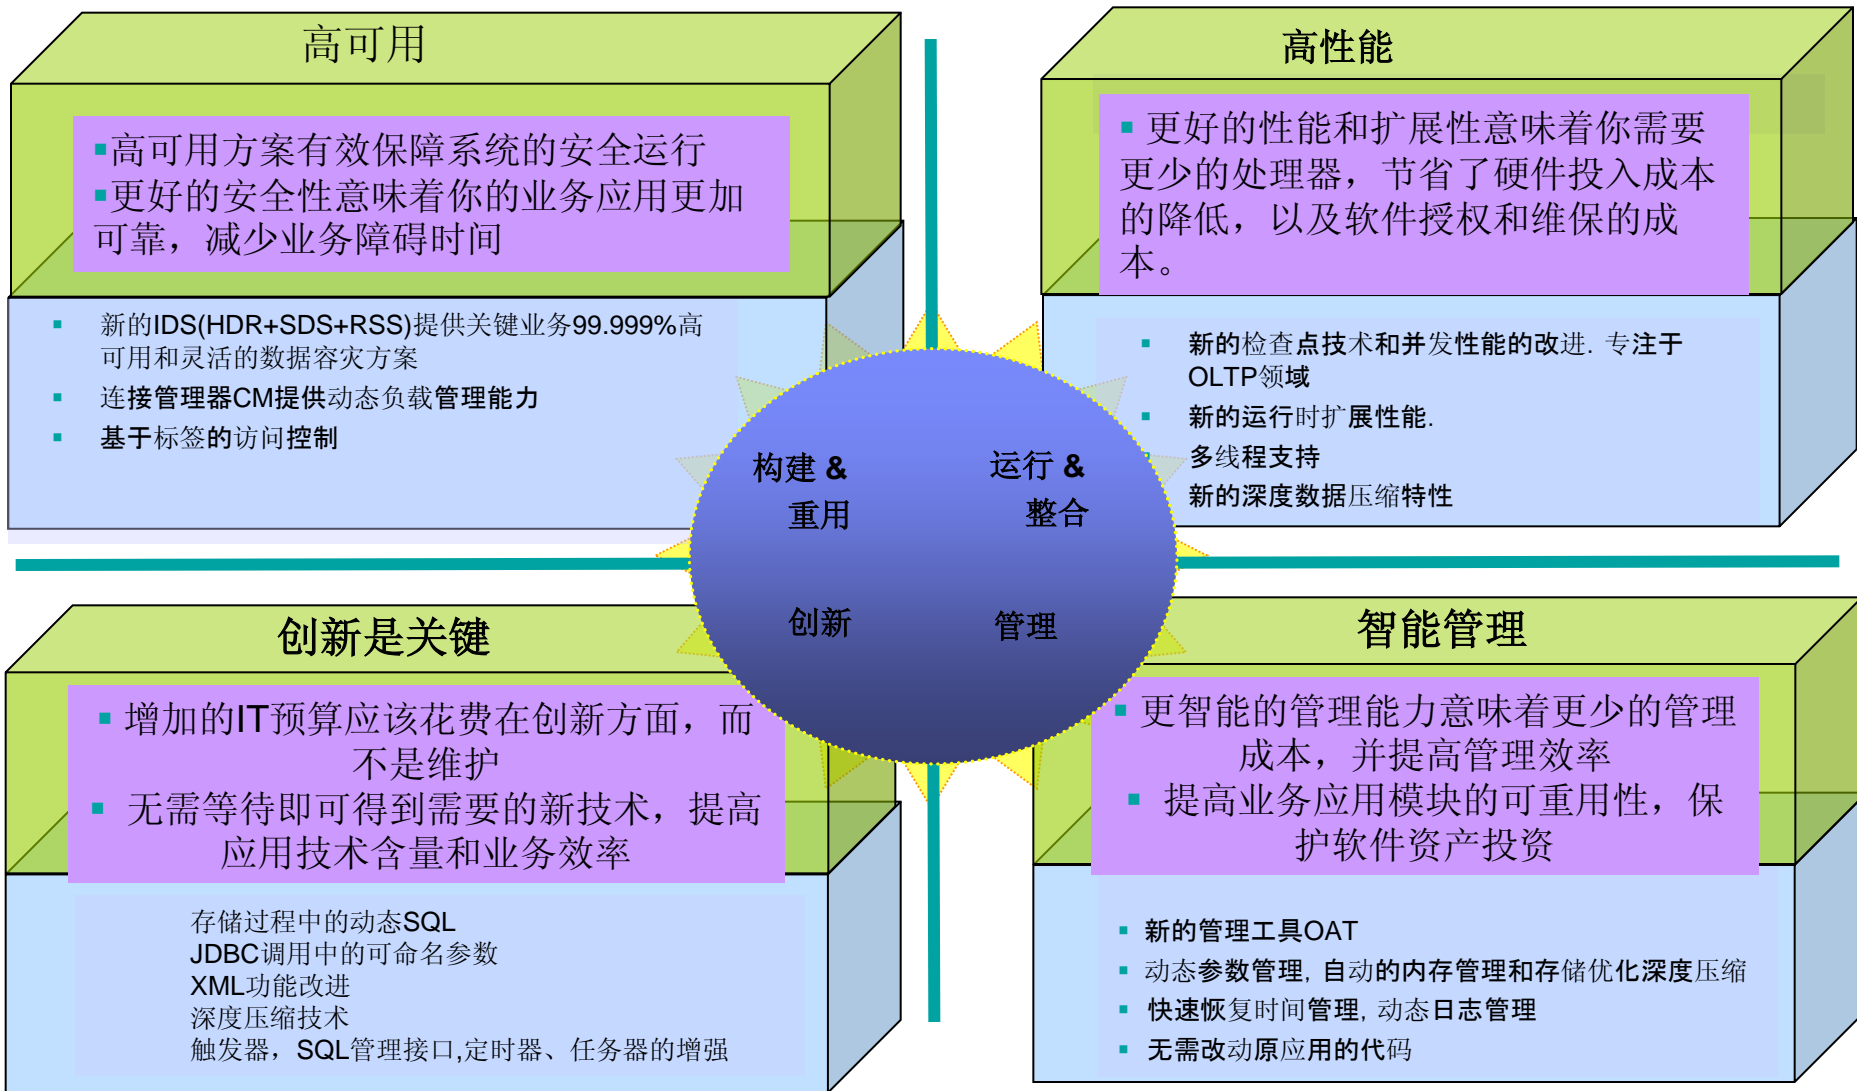 高可用
高可用方案有效保障系统的安全运行
更好的安全性意味着你的业务应用更加
可靠，减少业务障碍时间
新的IDS(HDR+SDS+RSS)提供关键业务99.999%高
可用和灵活的数据容灾方案
连接管理器CM提供动态负载管理能力
基于标签的访问控制
高性能
更好的性能和扩展性意味着你需要
更少的处理器，节省了硬件投入成本
的降低，以及软件授权和维保的成
本。
新的检查点技术和并发性能的改进. 专注于
OLTP领域
新的运行时扩展性能.
多线程支持
新的深度数据压缩特性
构建 &
重用
运行 &
整合
创新
管理
创新是关键
增加的IT预算应该花费在创新方面，而
不是维护
无需等待即可得到需要的新技术，提高
应用技术含量和业务效率
存储过程中的动态SQL
JDBC调用中的可命名参数
XML功能改进
深度压缩技术
触发器，SQL管理接口,定时器、任务器的增强
智能管理
更智能的管理能力意味着更少的管理
成本，并提高管理效率
提高业务应用模块的可重用性，保
护软件资产投资
新的管理工具OAT
动态参数管理, 自动的内存管理和存储优化深度压缩
快速恢复时间管理, 动态日志管理
无需改动原应用的代码